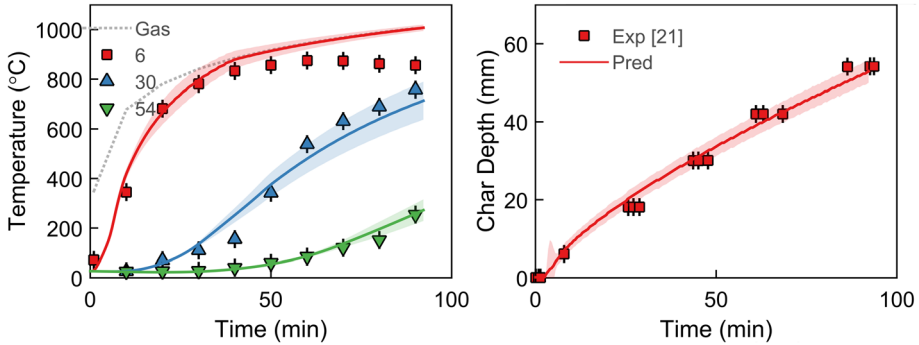 Gas
6
30
54
1000
800
600
400
200
0
0
50
100
Temperature (°C)
Time (min)
Exp [21]
Pred
60
40
20
0
0
50
100
Char Depth (mm)
Time (min)